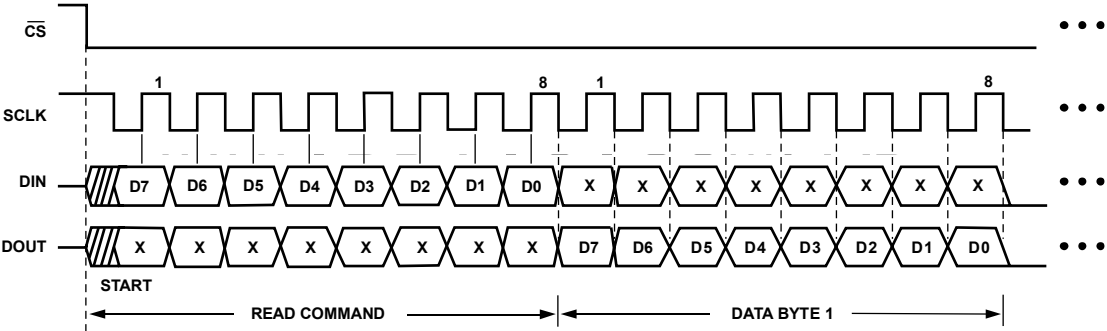 CS
1 8 1 8
SCLK
DIN D7 D6 D5 D4 D3 D2 D1 D0 X X X X X X X X
DOUT X X X X X X X X D7 D6 D5 D4 D3 D2 D1 D0
START
READ COMMAND DATA BYTE 1